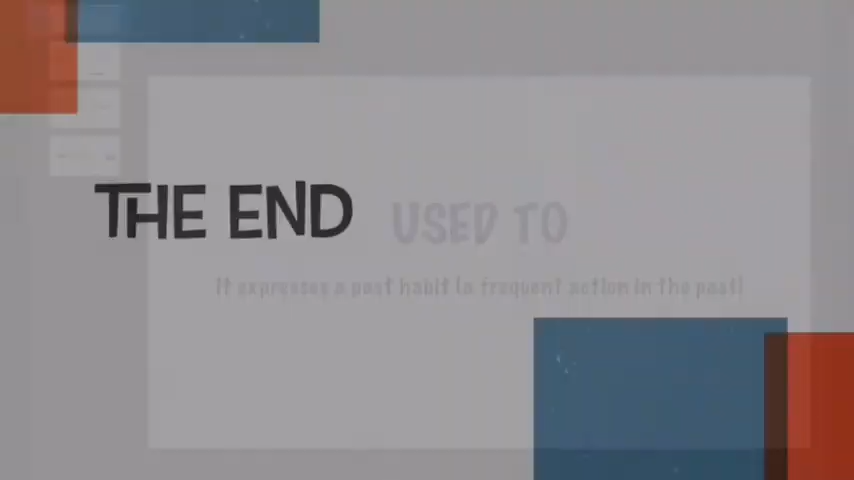 THE END
USED TO
It expresses a past habit (a frequent action in the past)